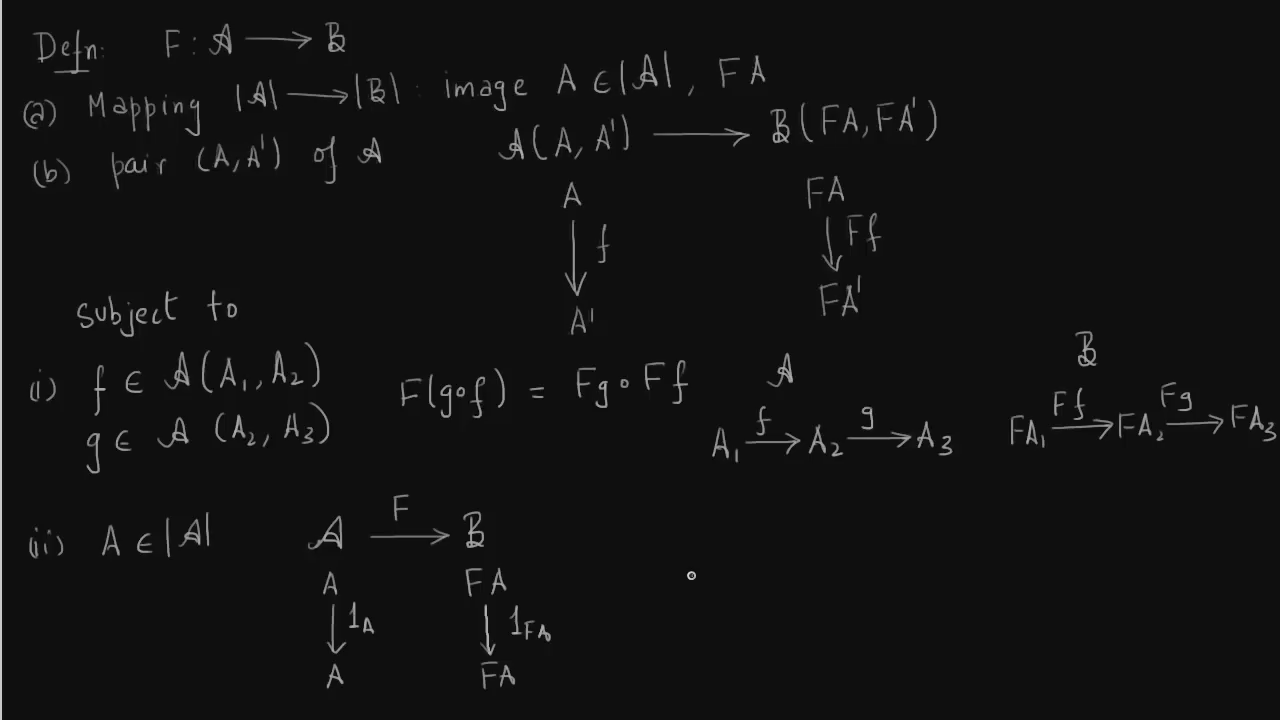 Defn: F : 𝒜 ⟶ ℬ
(a) Mapping |𝒜| ⟶ |ℬ| : image A ∈ |𝒜| , FA
(b) pair (A, A') of 𝒜 𝒜(A, A') ⟶ ℬ(FA, FA')
A FA
↓ f ↓ Ff
A' FA'
subject to
(i) f ∈ 𝒜(A₁, A₂) F(g∘f) = Fg∘Ff 𝒜 ℬ
g ∈ 𝒜 (A₂, A₃) A₁ —f→ A₂ —g→ A₃ FA₁ —Ff→ FA₂ —Fg→ FA₃
(ii) A ∈ |𝒜| 𝒜 —F→ ℬ
A FA
↓ 1_A ↓ 1_FA
A FA